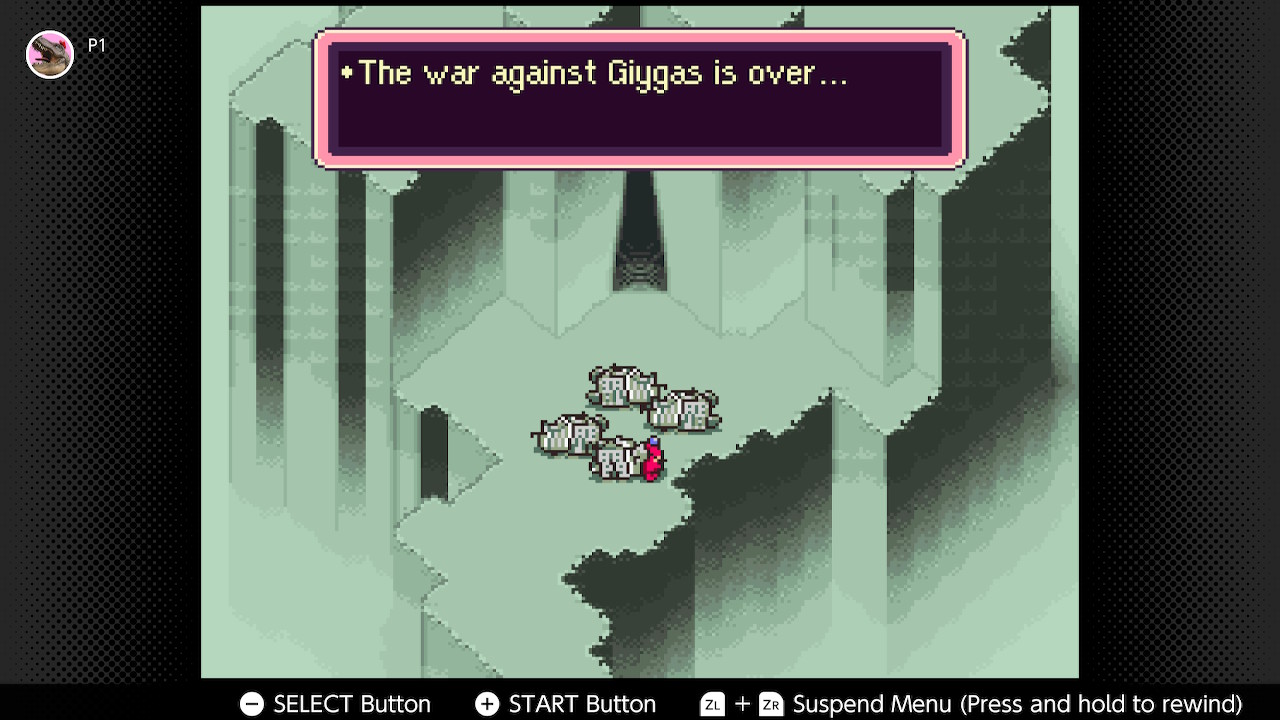 P1
•The war against Giygas is over...
SELECT Button
START Button
ZL + ZR Suspend Menu (Press and hold to rewind)